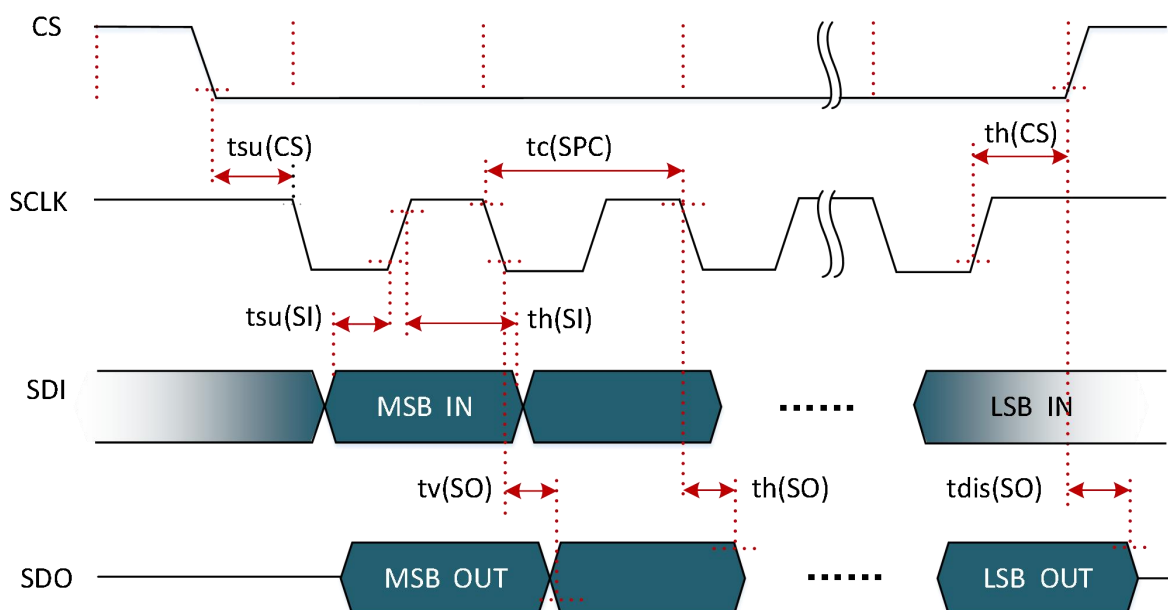 CS
tsu(CS)
tc(SPC)
th(CS)
SCLK
tsu(SI)
th(SI)
SDI
MSB IN
......
LSB IN
tv(SO)
th(SO)
tdis(SO)
SDO
MSB OUT
......
LSB OUT